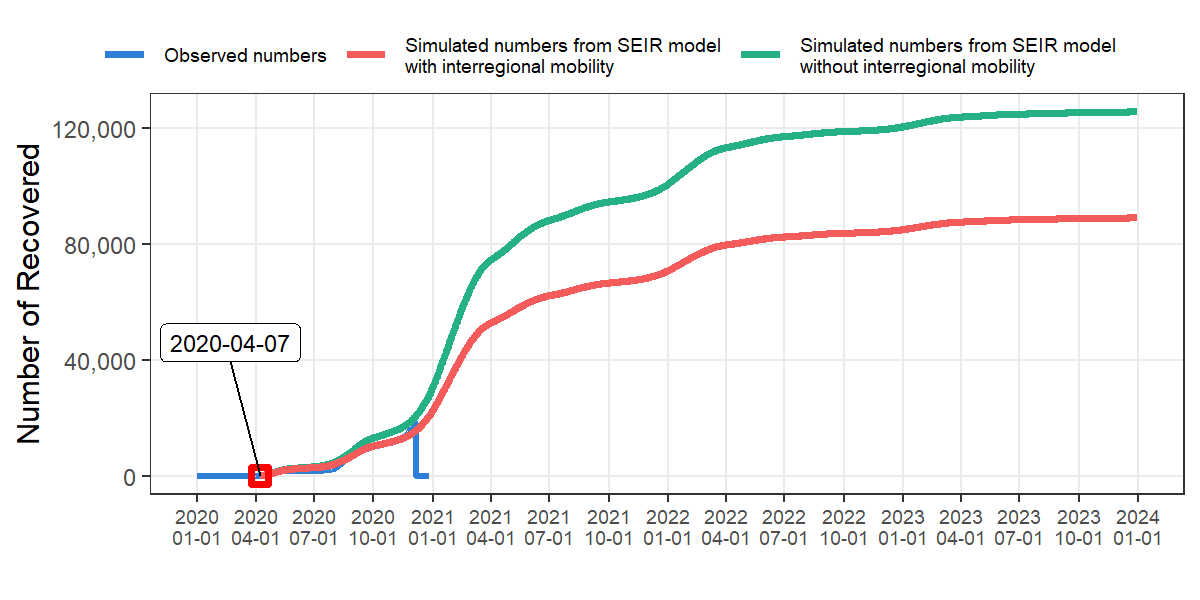 Observed numbers
Simulated numbers from SEIR model
with interregional mobility
Simulated numbers from SEIR model
without interregional mobility
Number of Recovered
120,000
80,000
40,000
0
2020-04-07
2020 2020 2020 2020 2021 2021 2021 2021 2022 2022 2022 2022 2023 2023 2023 2023 2024
01-01 04-01 07-01 10-01 01-01 04-01 07-01 10-01 01-01 04-01 07-01 10-01 01-01 04-01 07-01 10-01 01-01